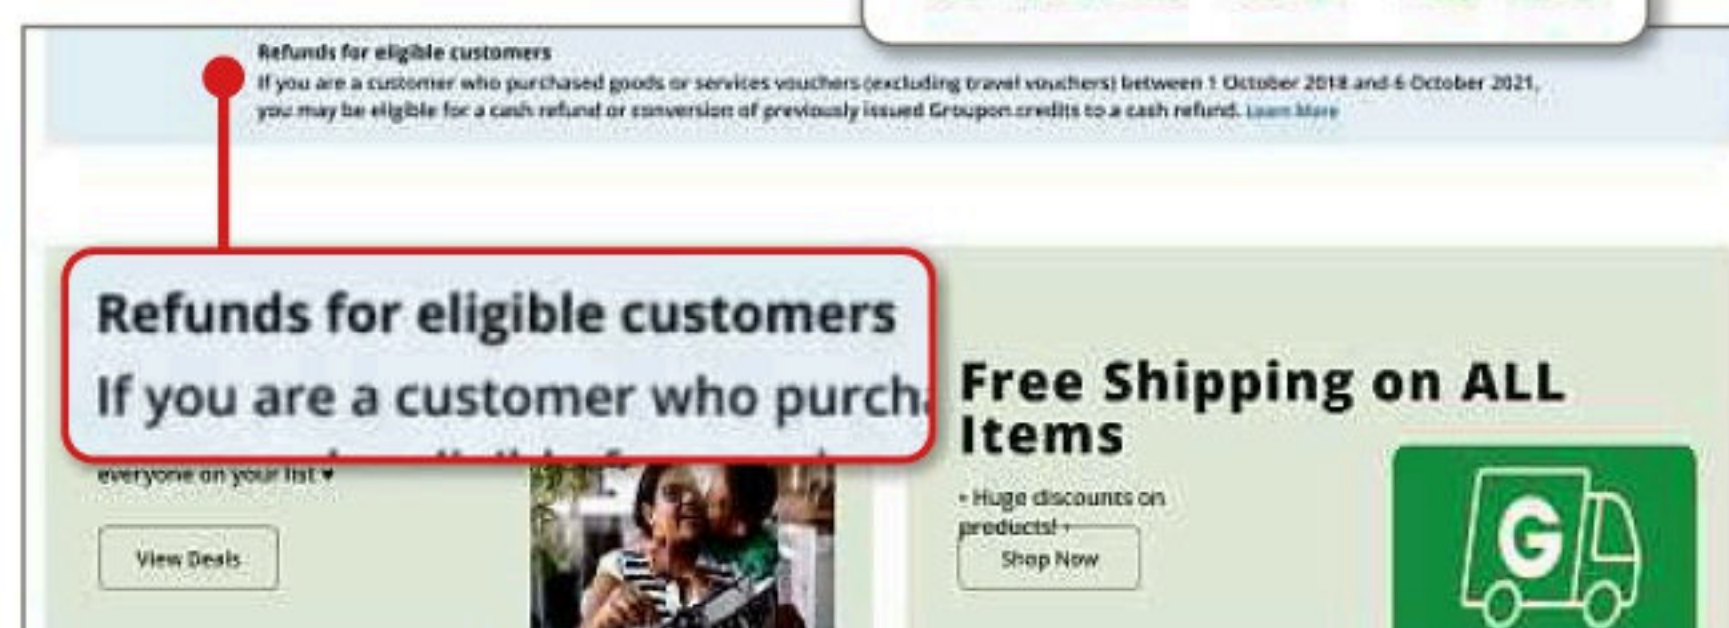 Refunds for eligible customers
If you are a customer who purchased goods or services vouchers (excluding travel vouchers) between 1 October 2018 and 6 October 2021,
you may be eligible for a cash refund or conversion of previously issued Groupon credits to a cash refund. Learn More
Refunds for eligible customers
If you are a customer who purch
everyone on your list ♥
View Deals
Free Shipping on ALL
Items
• Huge discounts on
products! •
Shop Now
G